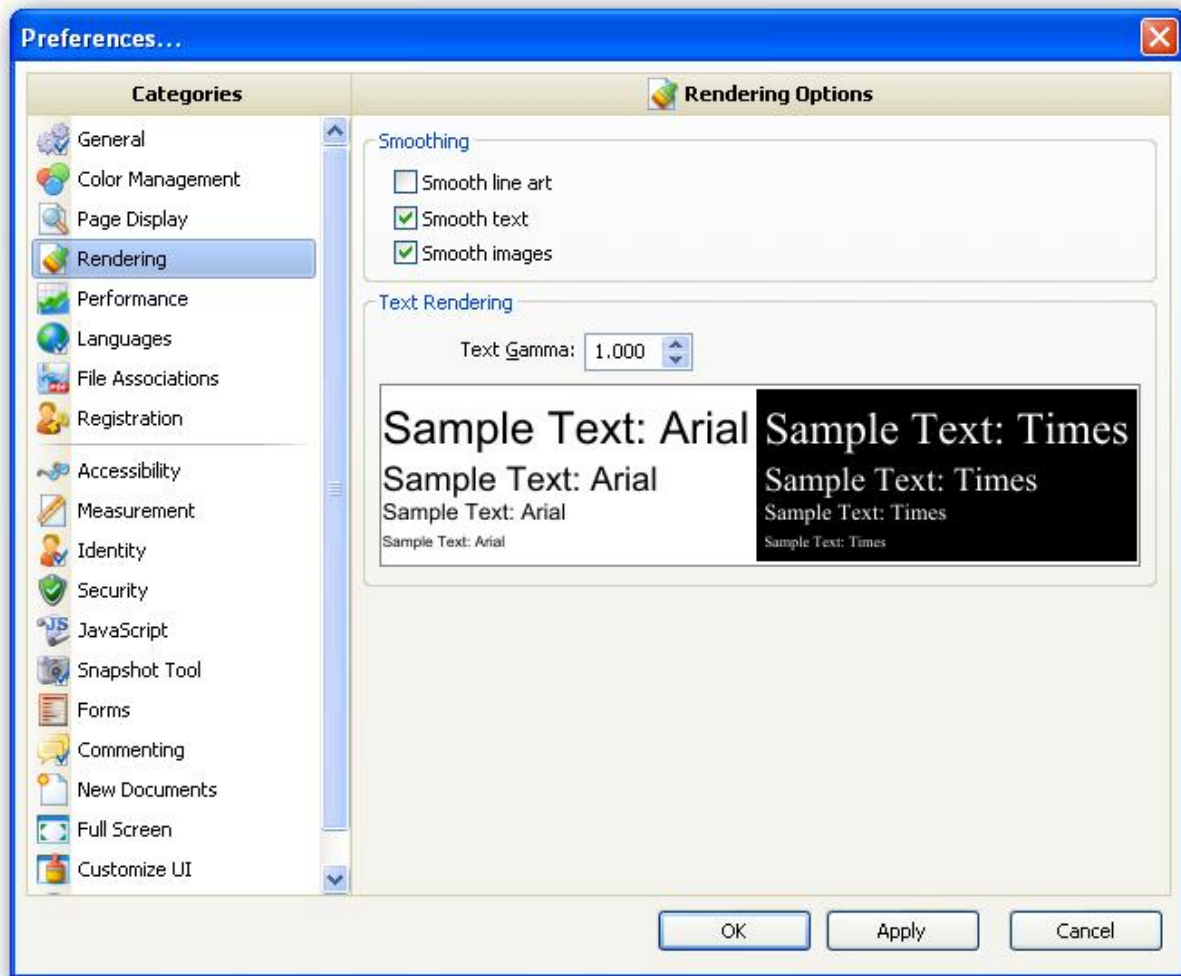 Preferences...
Categories
General
Color Management
Page Display
Rendering
Performance
Languages
File Associations
Registration
Accessibility
Measurement
Identity
Security
JavaScript
Snapshot Tool
Forms
Commenting
New Documents
Full Screen
Customize UI
Rendering Options
Smoothing
Smooth line art
Smooth text
Smooth images
Text Rendering
Text Gamma: 1.000
Sample Text: Arial
Sample Text: Arial
Sample Text: Arial
Sample Text: Arial
Sample Text: Times
Sample Text: Times
Sample Text: Times
Sample Text: Times
OK
Apply
Cancel